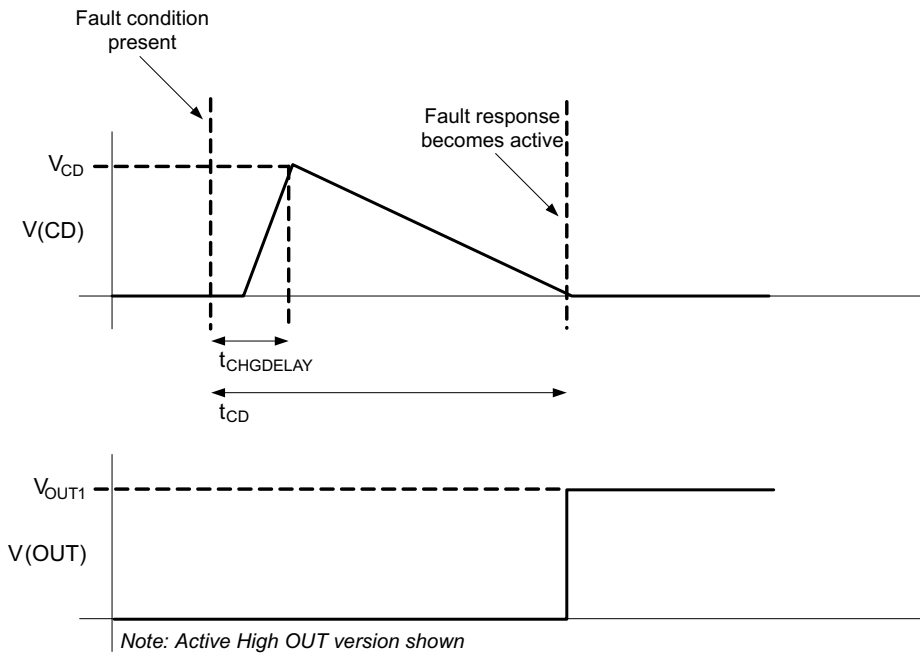 Fault condition
present
Fault response
becomes active
VCD
V(CD)
tCHGDELAY
tCD
VOUT1
V(OUT)
Note: Active High OUT version shown